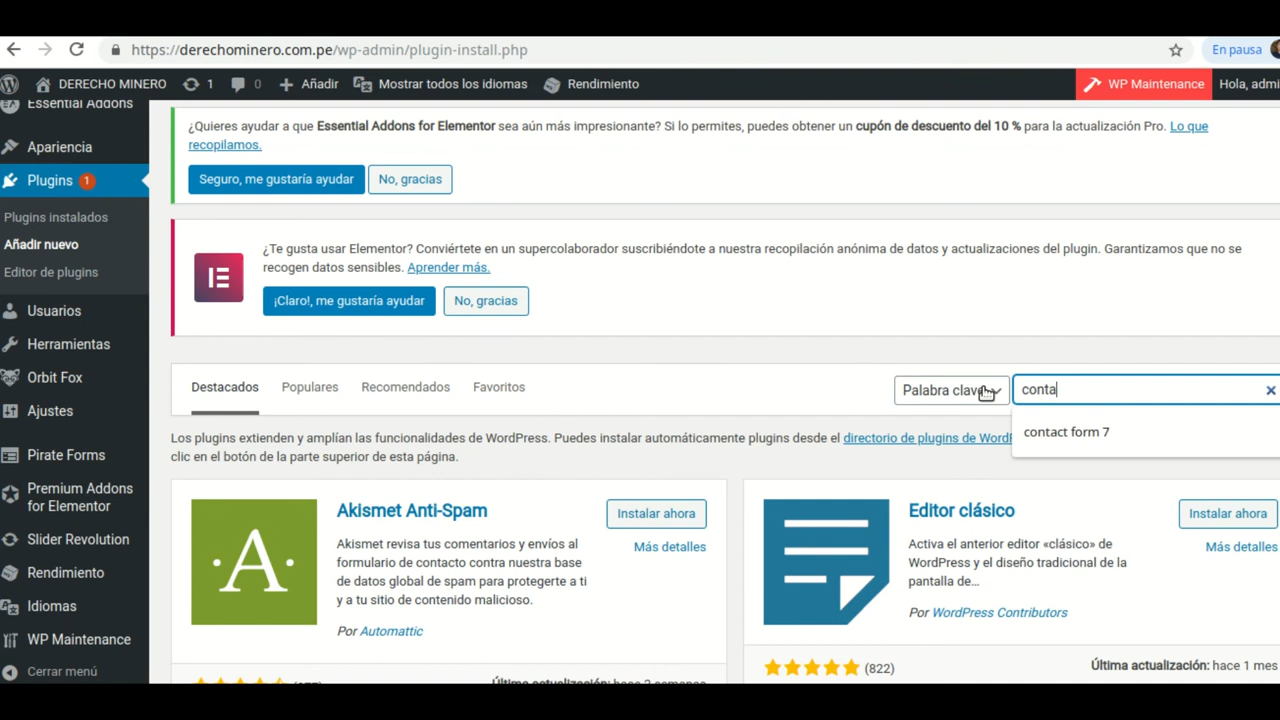 https://derechominero.com.pe/wp-admin/plugin-install.php
En pausa
DERECHO MINERO
1
0
Añadir
Mostrar todos los idiomas
Rendimiento
WP Maintenance
Hola, admi
Essential Addons
Apariencia
Plugins 1
Plugins instalados
Añadir nuevo
Editor de plugins
Usuarios
Herramientas
Orbit Fox
Ajustes
Pirate Forms
Premium Addons
for Elementor
Slider Revolution
Rendimiento
Idiomas
WP Maintenance
Cerrar menú
¿Quieres ayudar a que Essential Addons for Elementor sea aún más impresionante? Si lo permites, puedes obtener un cupón de descuento del 10 % para la actualización Pro. Lo que
recopilamos.
Seguro, me gustaría ayudar
No, gracias
¿Te gusta usar Elementor? Conviértete en un supercolaborador suscribiéndote a nuestra recopilación anónima de datos y actualizaciones del plugin. Garantizamos que no se
recogen datos sensibles. Aprender más.
¡Claro!, me gustaría ayudar
No, gracias
Destacados
Populares
Recomendados
Favoritos
Palabra clave
conta
contact form 7
Los plugins extienden y amplían las funcionalidades de WordPress. Puedes instalar automáticamente plugins desde el directorio de plugins de WordP
clic en el botón de la parte superior de esta página.
A
Akismet Anti-Spam
Instalar ahora
Más detalles
Akismet revisa tus comentarios y envíos al
formulario de contacto contra nuestra base
de datos global de spam para protegerte a ti
y a tu sitio de contenido malicioso.
Por Automattic
Editor clásico
Instalar ahora
Más detalles
Activa el anterior editor «clásico» de
WordPress y el diseño tradicional de la
pantalla de…
Por WordPress Contributors
(822)
Última actualización: hace 1 mes
Última actualización: hace 2 semanas